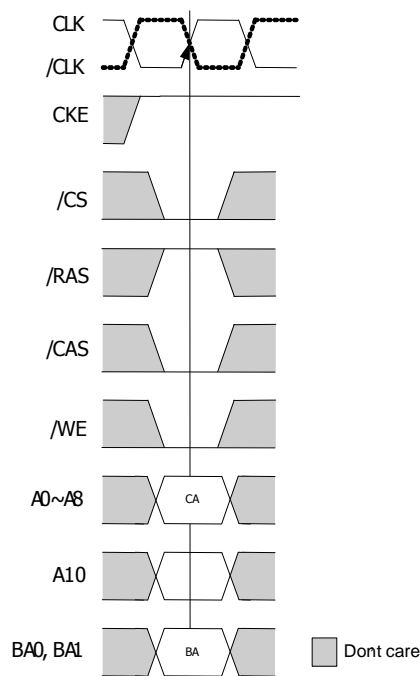 CLK
/CLK
CKE
/CS
/RAS
/CAS
/WE
A0~A8
CA
A10
BA0, BA1
BA
Dont care